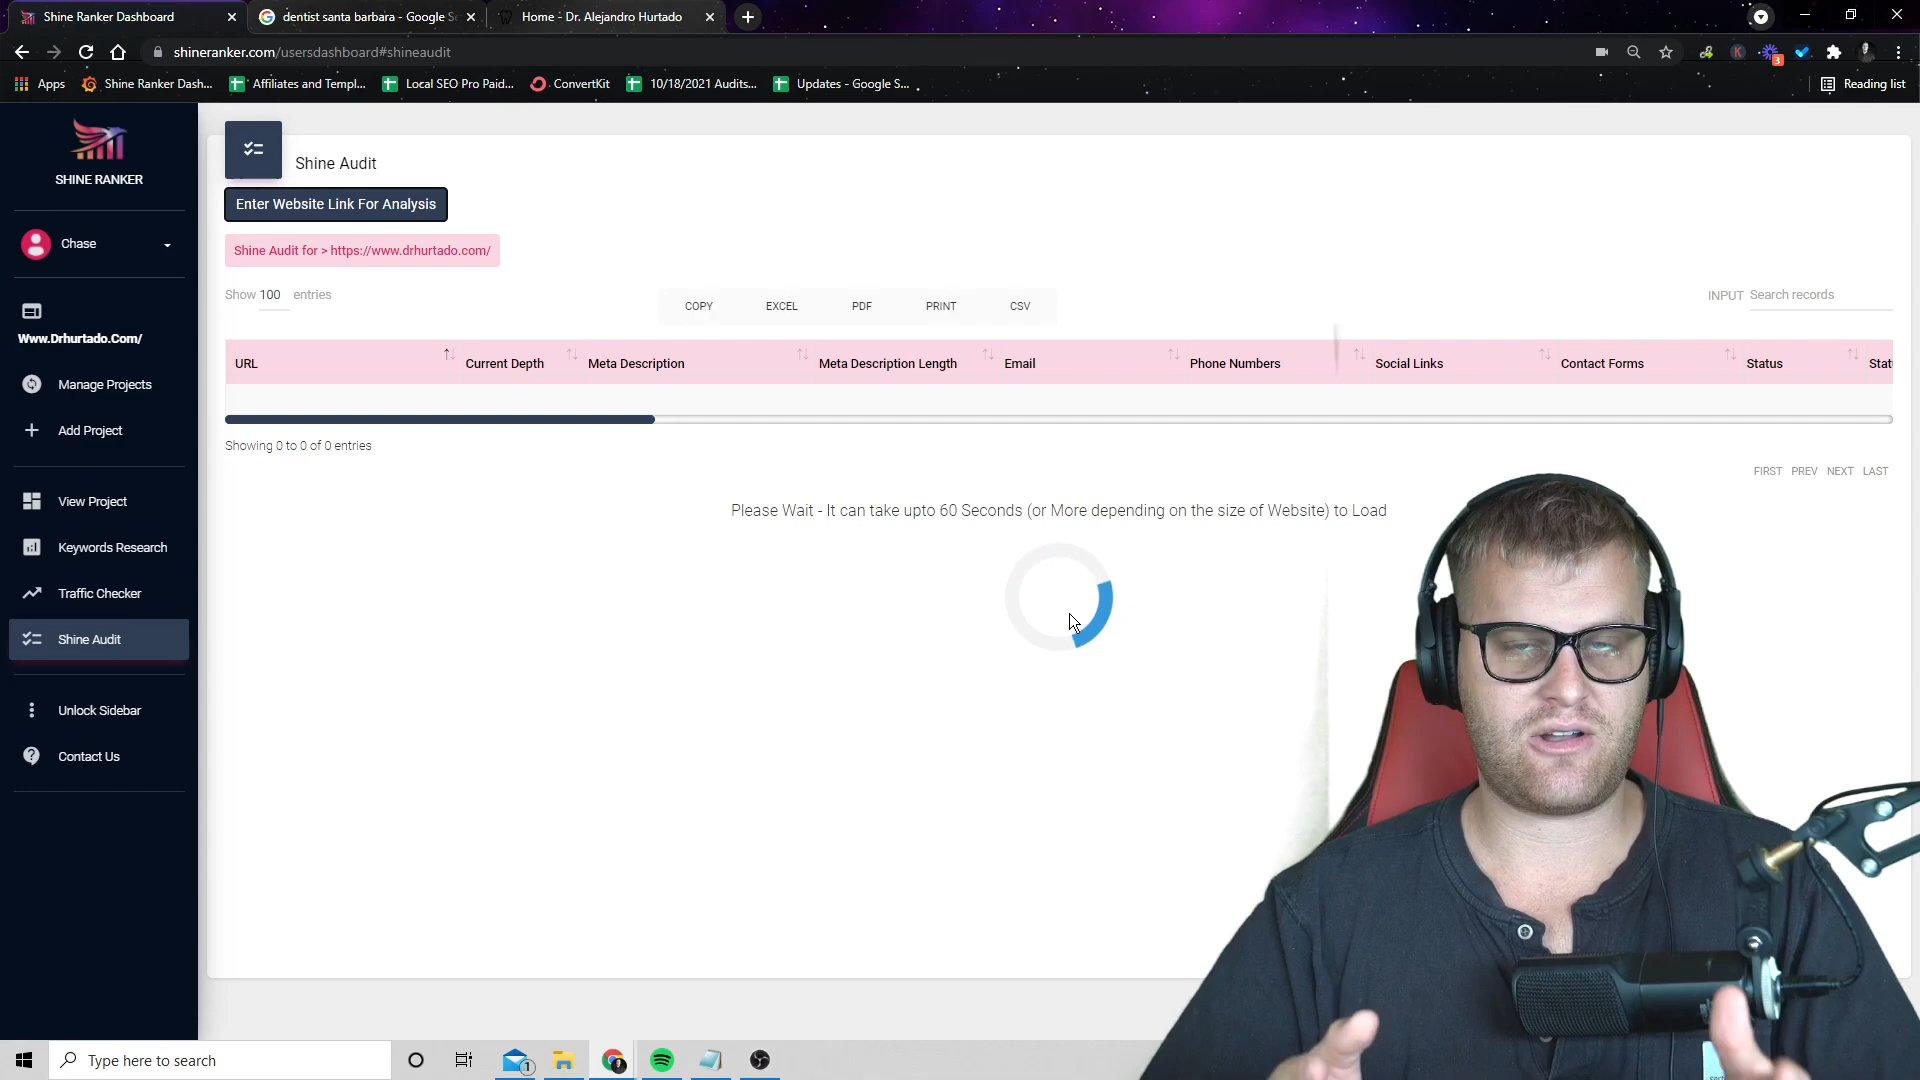 Shine Ranker Dashboard
dentist santa barbara - Google S
Home - Dr. Alejandro Hurtado
shineranker.com/usersdashboard#shineaudit
3
Apps
Shine Ranker Dash...
Affiliates and Templ...
Local SEO Pro Paid...
ConvertKit
10/18/2021 Audits...
Updates - Google S...
Reading list
SHINE RANKER
Chase
Www.Drhurtado.Com/
Manage Projects
Add Project
View Project
Keywords Research
Traffic Checker
Shine Audit
Unlock Sidebar
Contact Us
Shine Audit
Enter Website Link For Analysis
Shine Audit for > https://www.drhurtado.com/
Show 100 entries
COPY EXCEL PDF PRINT CSV
INPUT Search records
URL Current Depth Meta Description Meta Description Length Email Phone Numbers Social Links Contact Forms Status Stat
Showing 0 to 0 of 0 entries
FIRST PREV NEXT LAST
Please Wait - It can take upto 60 Seconds (or More depending on the size of Website) to Load
Type here to search
1